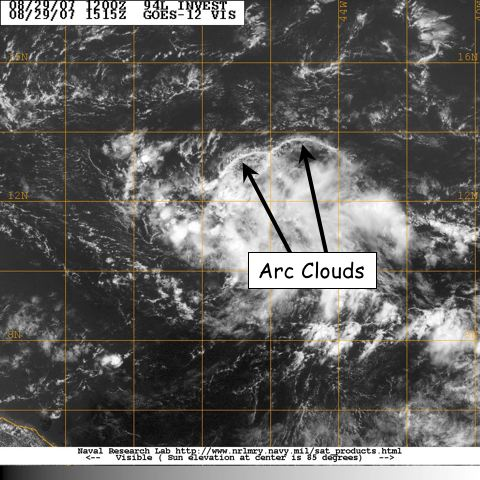 08/29/07 1200Z 94L INVEST
08/29/07 1515Z GOES-12 VIS
16N
12N 12N
8N
Arc Clouds
Naval Research Lab http://www.nrlmry.navy.mil/sat_products.html
<-- Visible ( Sun elevation at center is 85 degrees) -->